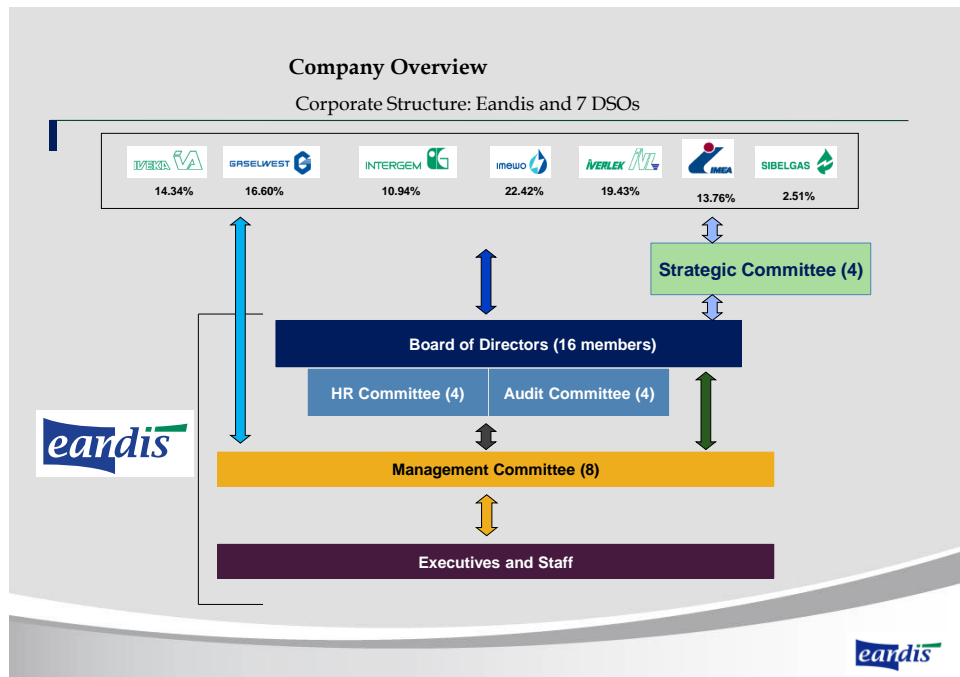 Company Overview
Corporate Structure: Eandis and 7 DSOs
IVEKA
GASELWEST
INTERGEM
imewo
IVERLEK
IMEA
SIBELGAS
14.34%
16.60%
10.94%
22.42%
19.43%
13.76%
2.51%
Strategic Committee (4)
Board of Directors (16 members)
HR Committee (4)
Audit Committee (4)
eandis
Management Committee (8)
Executives and Staff
eandis